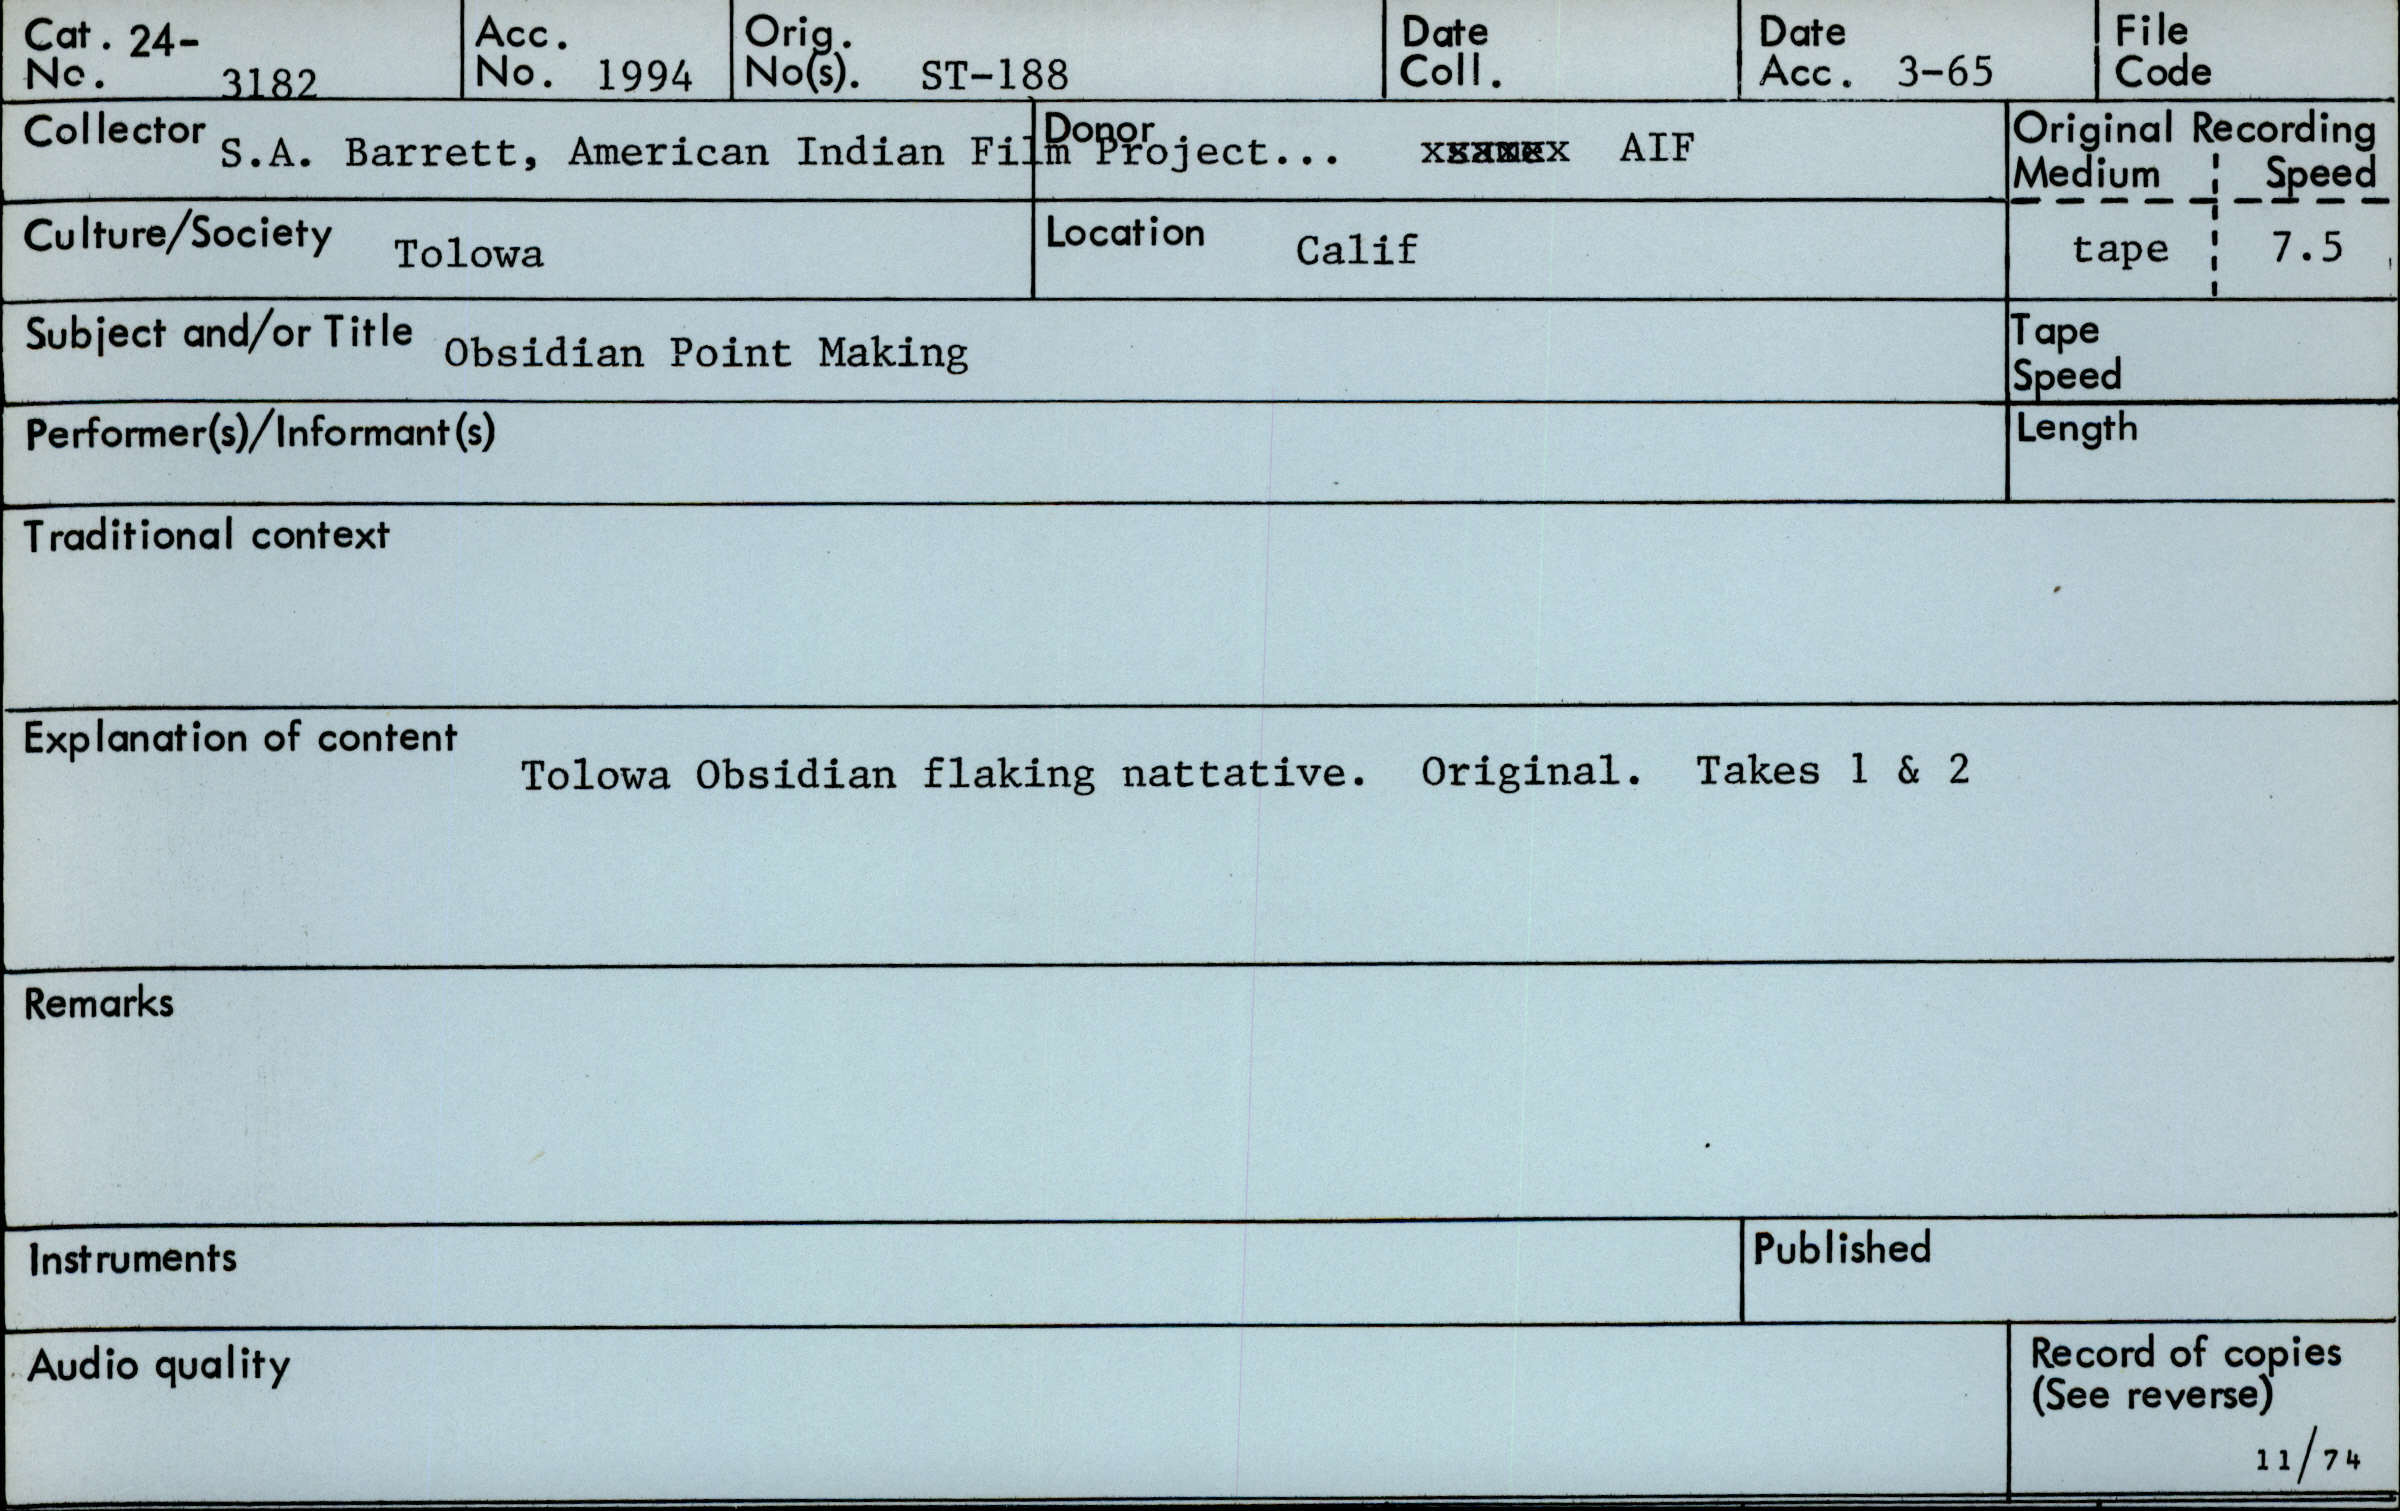 Cat. 24-
No. 3182
Acc.
No. 1994
Orig.
No(s). ST-188
Date
Coll.
Date
Acc. 3-65
File
Code
Collector S.A. Barrett, American Indian Film Project...
Donor AIF
Original Recording
Medium Speed
tape 7.5
Culture/Society Tolowa
Location Calif
Subject and/or Title Obsidian Point Making
Tape
Speed
Performer(s)/Informant(s)
Length
Traditional context
Explanation of content
Tolowa Obsidian flaking nattative. Original. Takes 1 & 2
Remarks
Instruments
Published
Audio quality
Record of copies
(See reverse)
11/74